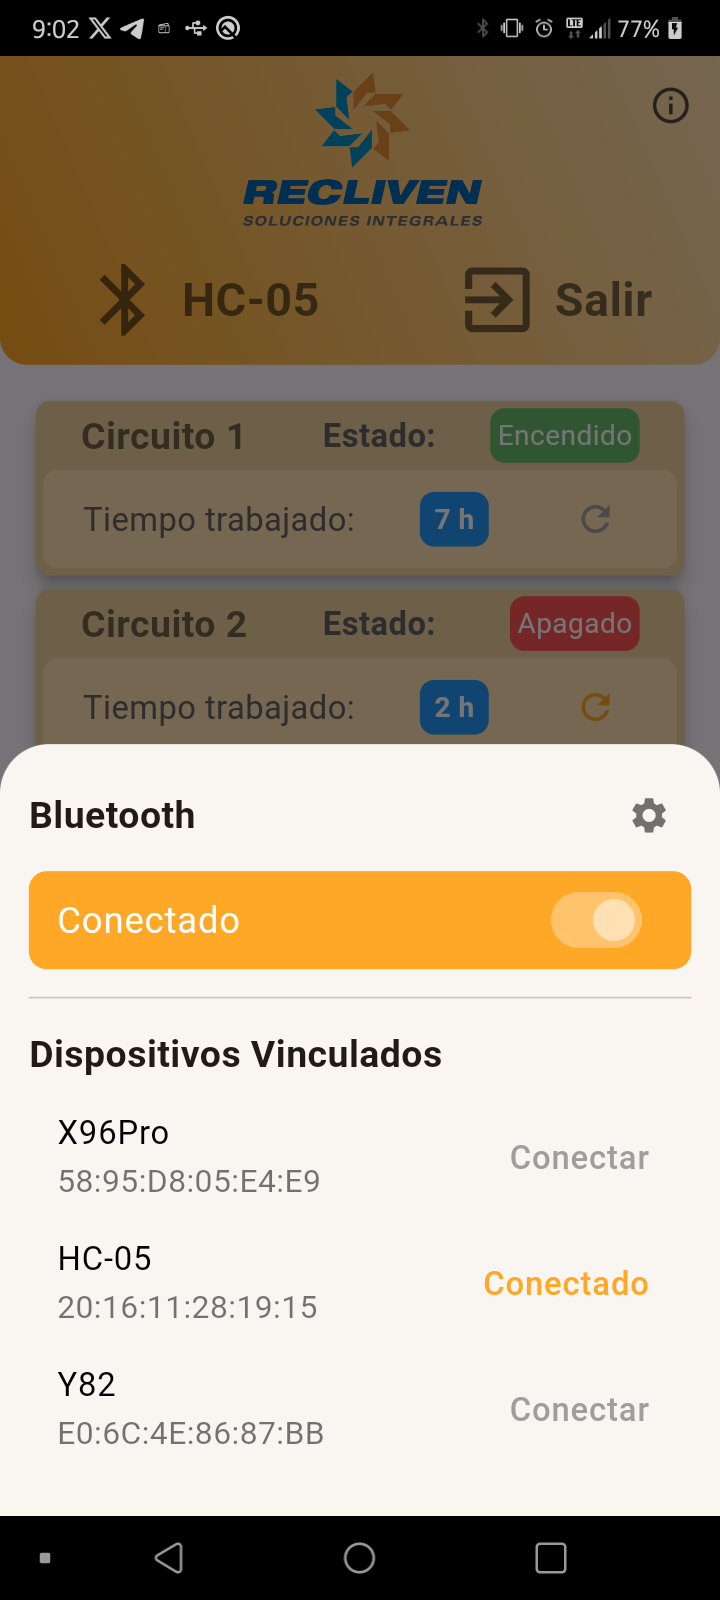 9:02
LTE
77%
RECLIVEN
SOLUCIONES INTEGRALES
HC-05
Salir
Circuito 1
Estado:
Encendido
Tiempo trabajado:
7 h
Circuito 2
Estado:
Apagado
Tiempo trabajado:
2 h
Bluetooth
Conectado
Dispositivos Vinculados
X96Pro
58:95:D8:05:E4:E9
Conectar
HC-05
20:16:11:28:19:15
Conectado
Y82
E0:6C:4E:86:87:BB
Conectar